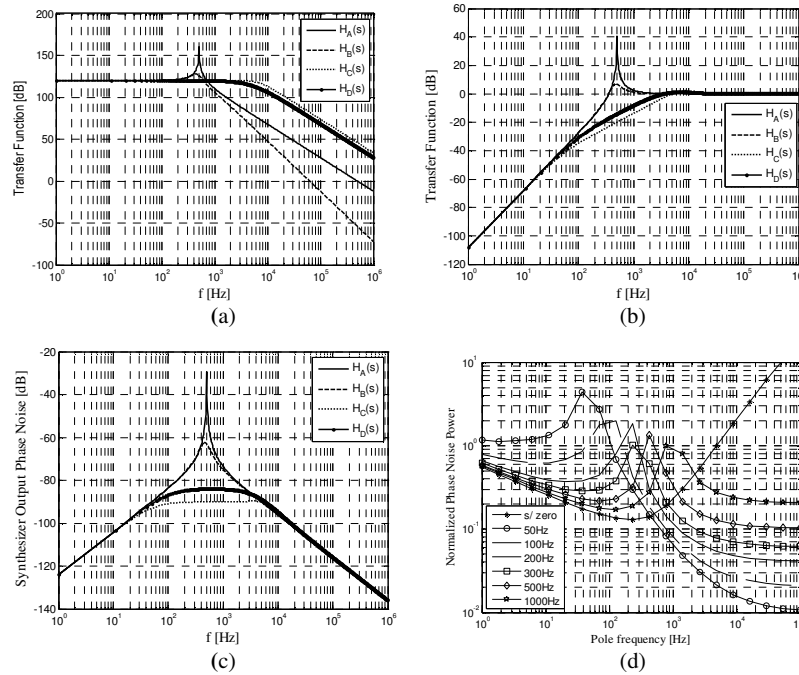 200
150
100
50
0
-50
-100
Transfer Function [dB]
H_A(s)
H_B(s)
H_C(s)
H_D(s)
10^0 10^1 10^2 10^3 10^4 10^5 10^6
f [Hz]
(a)
60
40
20
0
-20
-40
-60
-80
-100
-120
Transfer Function [dB]
H_A(s)
H_B(s)
H_C(s)
H_D(s)
10^0 10^1 10^2 10^3 10^4 10^5
f [Hz]
(b)
-20
-40
-60
-80
-100
-120
-140
Synthesizer Output Phase Noise [dB]
H_A(s)
H_B(s)
H_C(s)
H_D(s)
10^0 10^1 10^2 10^3 10^4 10^5 10^6
f [Hz]
(c)
10^1
10^0
10^-1
10^-2
Normalized Phase Noise Power
s/ zero
50Hz
100Hz
200Hz
300Hz
500Hz
1000Hz
10^0 10^1 10^2 10^3 10^4
Pole frequency [Hz]
(d)